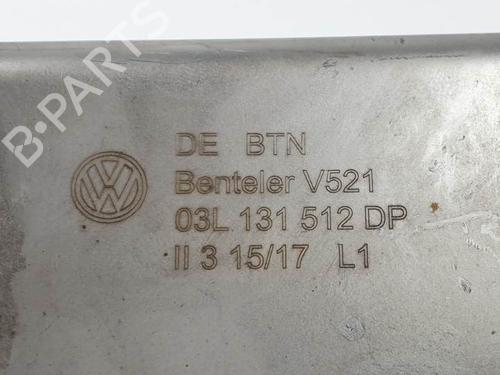 B-PARTS
DE BTN
Benteler V521
03L 131 512 DP
II 3 15/17 L1